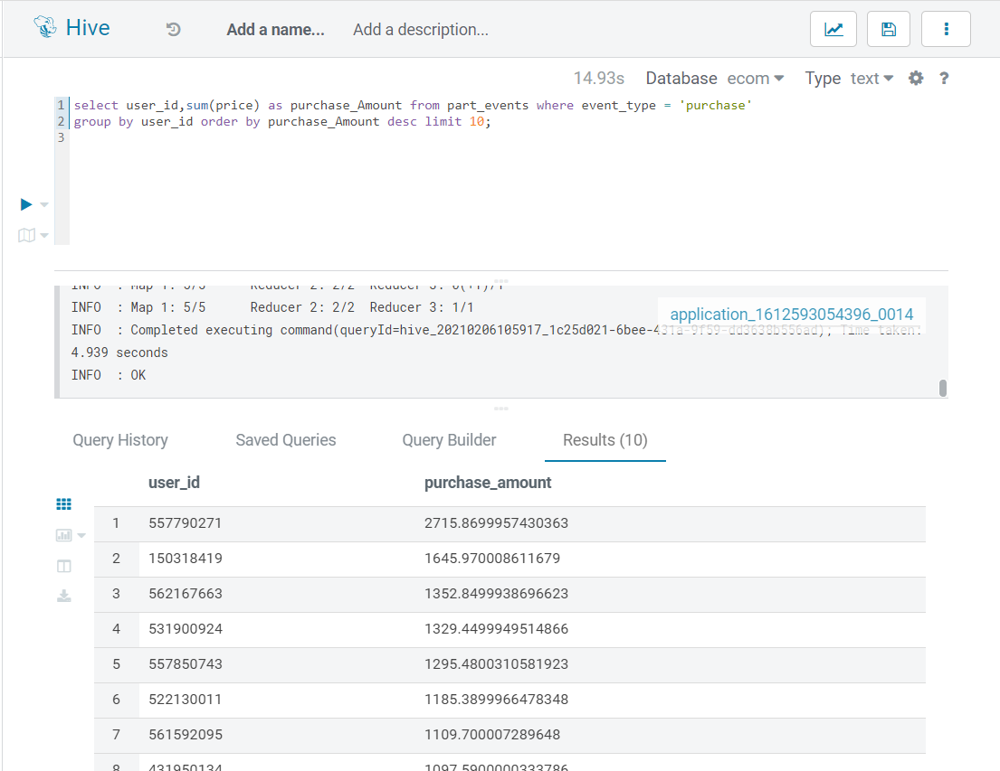 Hive
Add a name...
Add a description...
14.93s Database ecom Type text ?
1 select user_id,sum(price) as purchase_Amount from part_events where event_type = 'purchase'
2 group by user_id order by purchase_Amount desc limit 10;
3
INFO : Map 1: 5/5 Reducer 2: 2/2 Reducer 3: 0(+1)/1
INFO : Map 1: 5/5 Reducer 2: 2/2 Reducer 3: 1/1
application_1612593054396_0014
INFO : Completed executing command(queryId=hive_20210206105917_1c25d021-6bee-431a-9f59-dd3638b556ad); Time taken:
4.939 seconds
INFO : OK
Query History Saved Queries Query Builder Results (10)
user_id purchase_amount
1 557790271 2715.8699957430363
2 150318419 1645.970008611679
3 562167663 1352.8499938696623
4 531900924 1329.4499949514866
5 557850743 1295.4800310581923
6 522130011 1185.3899966478348
7 561592095 1109.700007289648
8 431950134 1097.5900000333786